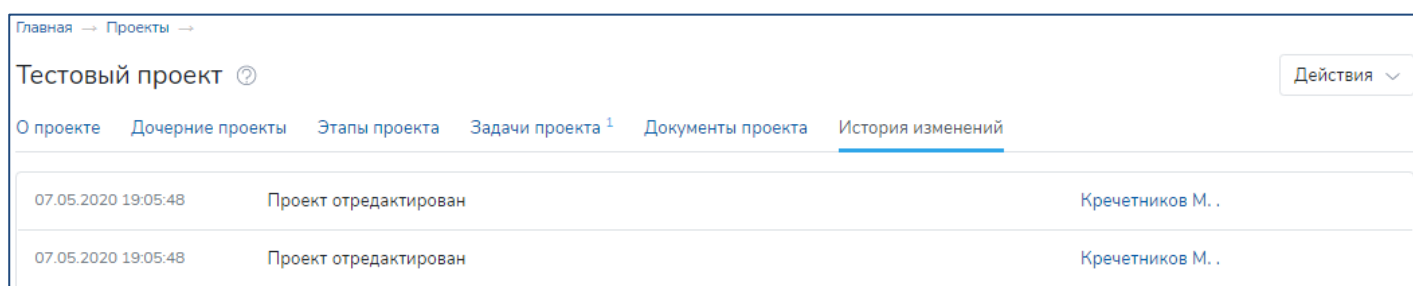 Главная → Проекты →
Тестовый проект ?
Действия
О проекте Дочерние проекты Этапы проекта Задачи проекта 1 Документы проекта История изменений
07.05.2020 19:05:48 Проект отредактирован Кречетников М. .
07.05.2020 19:05:48 Проект отредактирован Кречетников М. .